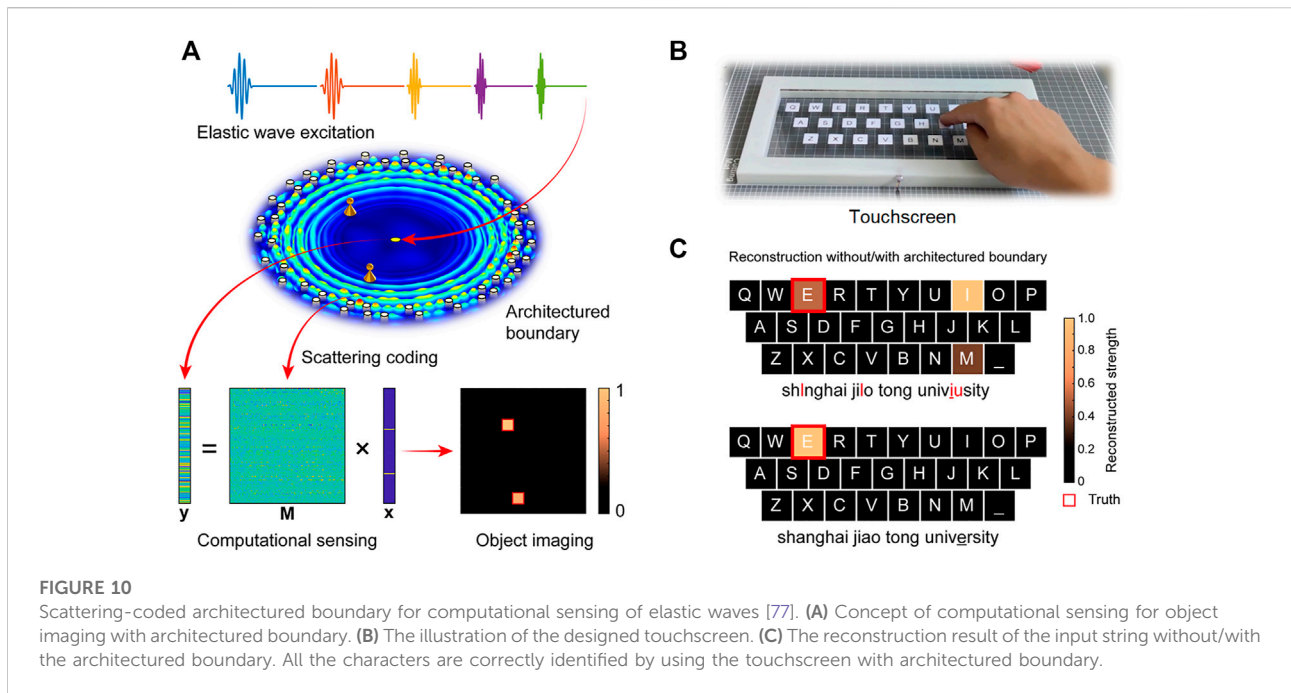 A
Elastic wave excitation
Architectured
boundary
Scattering coding
y
=
M
×
x
1
0
Computational sensing
Object imaging
B
Q W E R T Y U
A S D F G H
Z X C V B N M
Touchscreen
C
Reconstruction without/with architectured boundary
Q W E R T Y U I O P
A S D F G H J K L
Z X C V B N M _
shInghai jilo tong univiusity
Q W E R T Y U I O P
A S D F G H J K L
Z X C V B N M _
shanghai jiao tong university
1.0
0.8
0.6
0.4
0.2
0
Reconstructed strength
Truth
FIGURE 10
Scattering-coded architectured boundary for computational sensing of elastic waves [77]. (A) Concept of computational sensing for object
imaging with architectured boundary. (B) The illustration of the designed touchscreen. (C) The reconstruction result of the input string without/with
the architectured boundary. All the characters are correctly identified by using the touchscreen with architectured boundary.